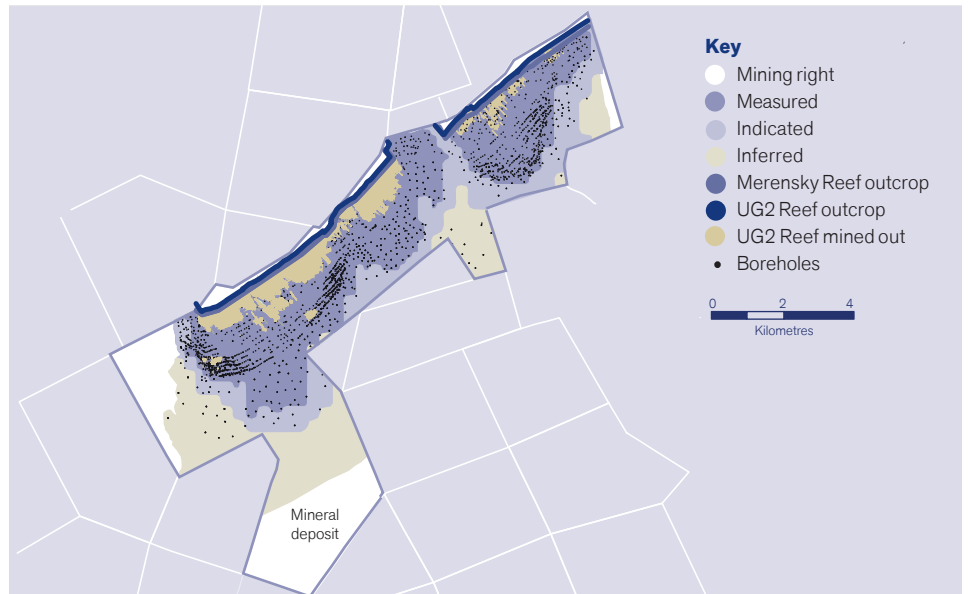 Key
Mining right
Measured
Indicated
Inferred
Merensky Reef outcrop
UG2 Reef outcrop
UG2 Reef mined out
Boreholes
0 2 4
Kilometres
Mineral
deposit